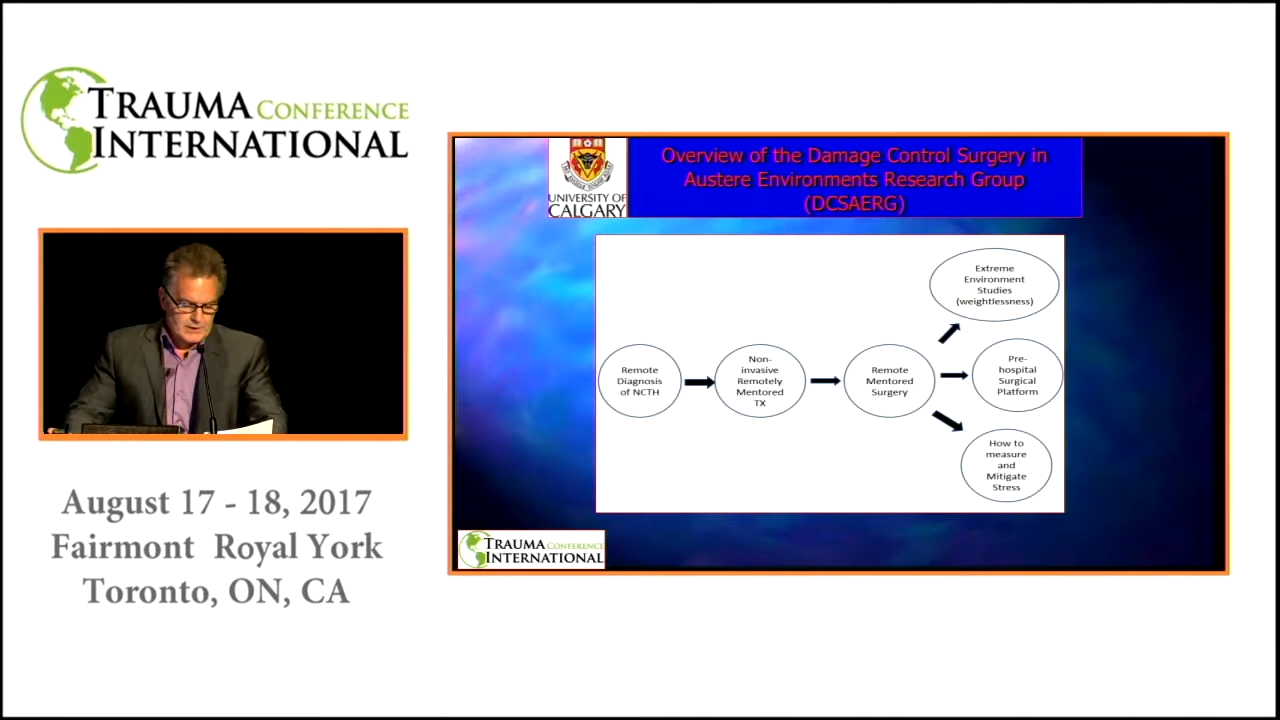 TRAUMA CONFERENCE
INTERNATIONAL
August 17 - 18, 2017
Fairmont Royal York
Toronto, ON, CA
UNIVERSITY OF
CALGARY
Overview of the Damage Control Surgery in
Austere Environments Research Group
(DCSAERG)
Remote
Diagnosis
of NCTH
Non-
invasive
Remotely
Mentored
TX
Remote
Mentored
Surgery
Extreme
Environment
Studies
(weightlessness)
Pre-
hospital
Surgical
Platform
How to
measure
and
Mitigate
Stress
TRAUMA CONFERENCE
INTERNATIONAL